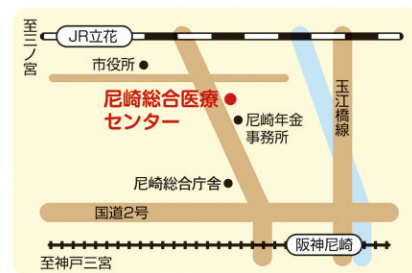 至三ノ宮
JR立花
市役所
尼崎総合医療
センター
尼崎年金
事務所
玉江橋線
尼崎総合庁舎
国道2号
阪神尼崎
至神戸三宮